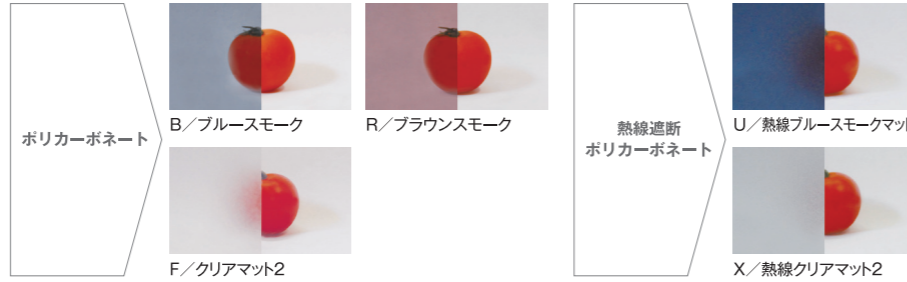 ポリカーボネート
B／ブルースモーク
R／ブラウンスモーク
F／クリアマット2
熱線遮断
ポリカーボネート
U／熱線ブルースモークマット
X／熱線クリアマット2